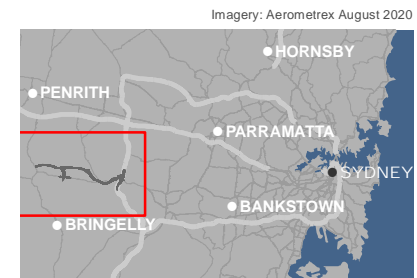 Imagery: Aerometrex August 2020
HORNSBY
PENRITH
PARRAMATTA
SYDNEY
BANKSTOWN
BRINGELLY